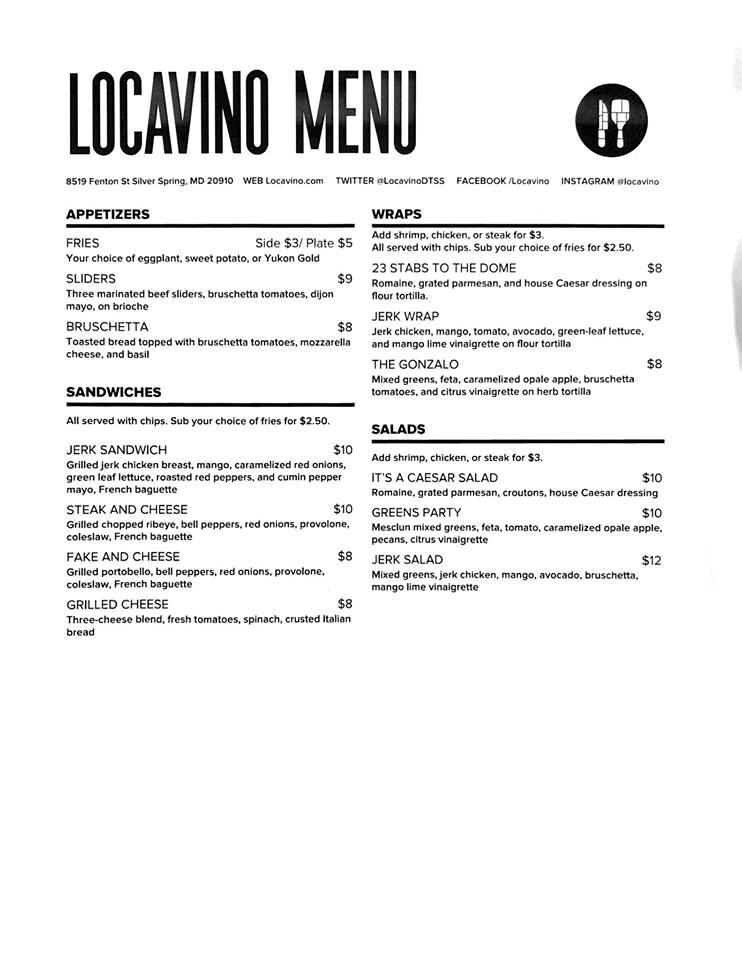 LOCAVINO MENU
8519 Fenton St Silver Spring, MD 20910 WEB Locavino.com TWITTER @LocavinoDTSS FACEBOOK /Locavino INSTAGRAM @locavino
APPETIZERS
FRIES Side $3/ Plate $5
Your choice of eggplant, sweet potato, or Yukon Gold
SLIDERS $9
Three marinated beef sliders, bruschetta tomatoes, dijon
mayo, on brioche
BRUSCHETTA $8
Toasted bread topped with bruschetta tomatoes, mozzarella
cheese, and basil
SANDWICHES
All served with chips. Sub your choice of fries for $2.50.
JERK SANDWICH $10
Grilled jerk chicken breast, mango, caramelized red onions,
green leaf lettuce, roasted red peppers, and cumin pepper
mayo, French baguette
STEAK AND CHEESE $10
Grilled chopped ribeye, bell peppers, red onions, provolone,
coleslaw, French baguette
FAKE AND CHEESE $8
Grilled portobello, bell peppers, red onions, provolone,
coleslaw, French baguette
GRILLED CHEESE $8
Three-cheese blend, fresh tomatoes, spinach, crusted Italian
bread
WRAPS
Add shrimp, chicken, or steak for $3.
All served with chips. Sub your choice of fries for $2.50.
23 STABS TO THE DOME $8
Romaine, grated parmesan, and house Caesar dressing on
flour tortilla.
JERK WRAP $9
Jerk chicken, mango, tomato, avocado, green-leaf lettuce,
and mango lime vinaigrette on flour tortilla
THE GONZALO $8
Mixed greens, feta, caramelized opale apple, bruschetta
tomatoes, and citrus vinaigrette on herb tortilla
SALADS
Add shrimp, chicken, or steak for $3.
IT'S A CAESAR SALAD $10
Romaine, grated parmesan, croutons, house Caesar dressing
GREENS PARTY $10
Mesclun mixed greens, feta, tomato, caramelized opale apple,
pecans, citrus vinaigrette
JERK SALAD $12
Mixed greens, jerk chicken, mango, avocado, bruschetta,
mango lime vinaigrette